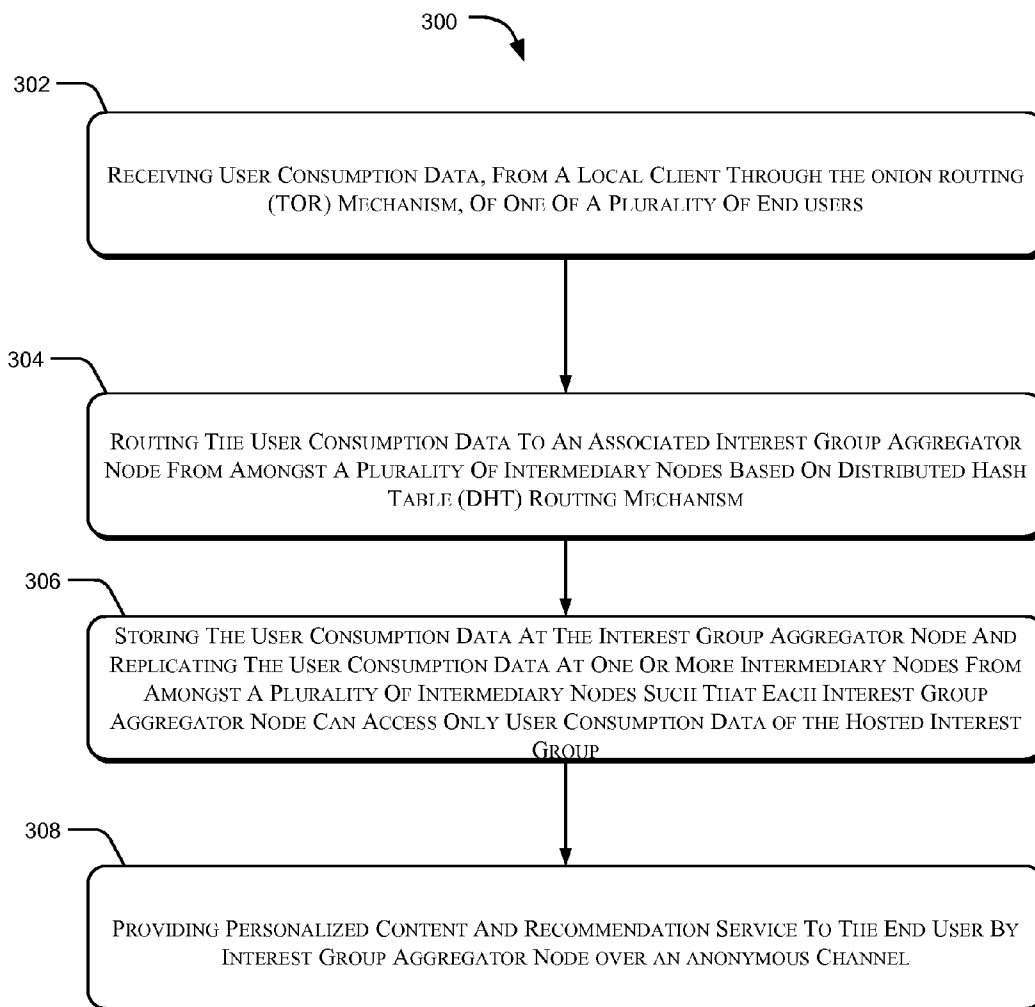 300
302
RECEIVING USER CONSUMPTION DATA, FROM A LOCAL CLIENT THROUGH THE ONION ROUTING
(TOR) MECHANISM, OF ONE OF A PLURALITY OF END USERS
304
ROUTING THE USER CONSUMPTION DATA TO AN ASSOCIATED INTEREST GROUP AGGREGATOR
NODE FROM AMONGST A PLURALITY OF INTERMEDIARY NODES BASED ON DISTRIBUTED HASH
TABLE (DHT) ROUTING MECHANISM
306
STORING THE USER CONSUMPTION DATA AT THE INTEREST GROUP AGGREGATOR NODE AND
REPLICATING THE USER CONSUMPTION DATA AT ONE OR MORE INTERMEDIARY NODES FROM
AMONGST A PLURALITY OF INTERMEDIARY NODES SUCH THAT EACH INTEREST GROUP
AGGREGATOR NODE CAN ACCESS ONLY USER CONSUMPTION DATA OF THE HOSTED INTEREST
GROUP
308
PROVIDING PERSONALIZED CONTENT AND RECOMMENDATION SERVICE TO THE END USER BY
INTEREST GROUP AGGREGATOR NODE OVER AN ANONYMOUS CHANNEL